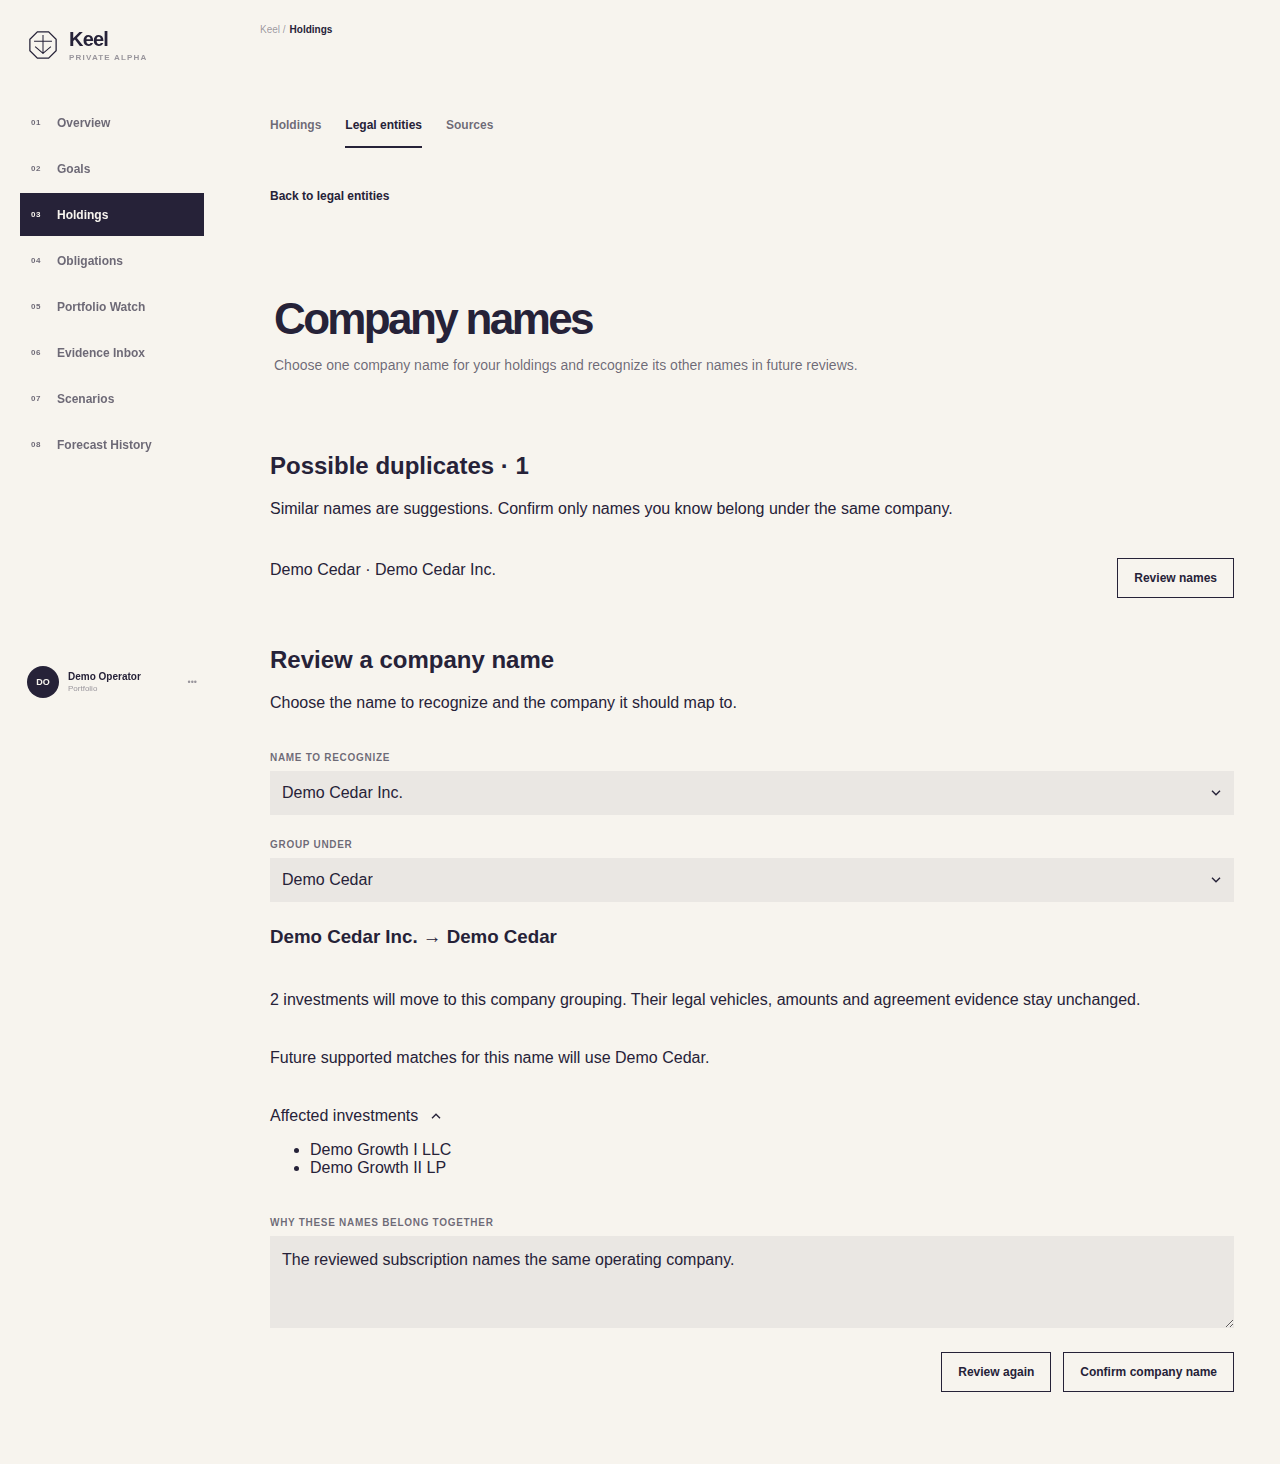 Keel
PRIVATE ALPHA
Keel / Holdings
01 Overview
02 Goals
03 Holdings
04 Obligations
05 Portfolio Watch
06 Evidence Inbox
07 Scenarios
08 Forecast History
DO
Demo Operator
Portfolio
Holdings
Legal entities
Sources
Back to legal entities
Company names
Choose one company name for your holdings and recognize its other names in future reviews.
Possible duplicates · 1
Similar names are suggestions. Confirm only names you know belong under the same company.
Demo Cedar · Demo Cedar Inc.
Review names
Review a company name
Choose the name to recognize and the company it should map to.
NAME TO RECOGNIZE
Demo Cedar Inc.
GROUP UNDER
Demo Cedar
Demo Cedar Inc. → Demo Cedar
2 investments will move to this company grouping. Their legal vehicles, amounts and agreement evidence stay unchanged.
Future supported matches for this name will use Demo Cedar.
Affected investments
• Demo Growth I LLC
• Demo Growth II LP
WHY THESE NAMES BELONG TOGETHER
The reviewed subscription names the same operating company.
Review again
Confirm company name